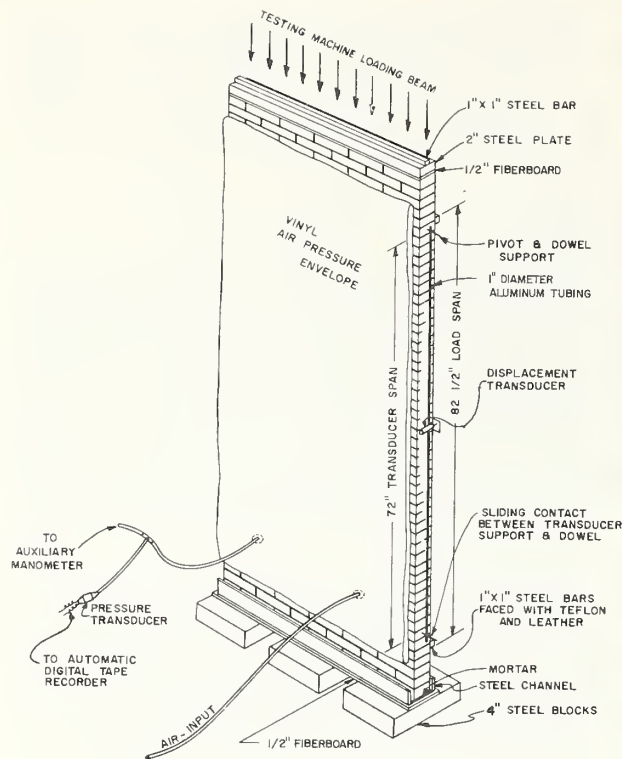 TESTING MACHINE LOADING BEAM
1"X 1" STEEL BAR
2" STEEL PLATE
1/2" FIBERBOARD
VINYL
AIR PRESSURE
ENVELOPE
PIVOT & DOWEL
SUPPORT
1" DIAMETER
ALUMINUM TUBING
72" TRANSDUCER SPAN
82 1/2" LOAD SPAN
DISPLACEMENT
TRANSDUCER
SLIDING CONTACT
BETWEEN TRANSDUCER
SUPPORT & DOWEL
TO
AUXILIARY
MANOMETER
PRESSURE
TRANSDUCER
TO AUTOMATIC
DIGITAL TAPE
RECORDER
1"X 1" STEEL BARS
FACED WITH TEFLON
AND LEATHER
MORTAR
STEEL CHANNEL
4" STEEL BLOCKS
AIR-INPUT
1/2" FIBERBOARD